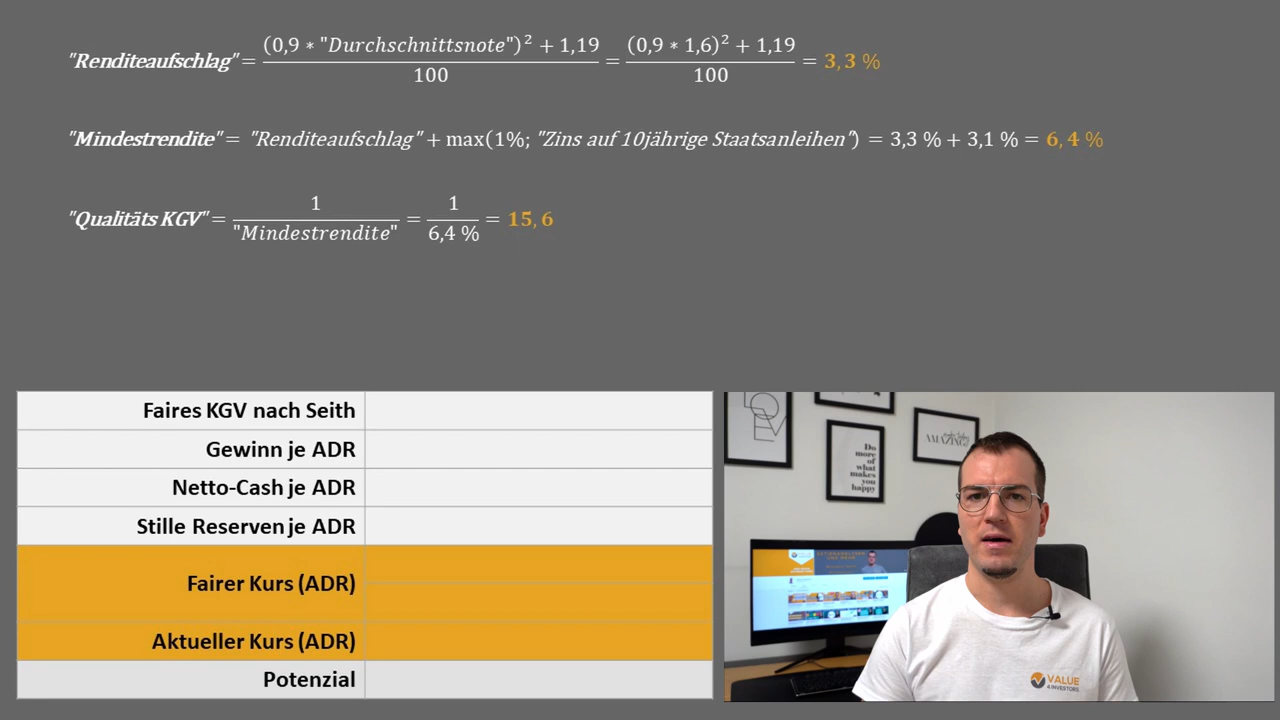 "Renditeaufschlag" = (0,9 * "Durchschnittsnote")² + 1,19 / 100 = (0,9 * 1,6)² + 1,19 / 100 = 3,3 %
"Mindestrendite" = "Renditeaufschlag" + max(1%; "Zins auf 10jährige Staatsanleihen") = 3,3 % + 3,1 % = 6,4 %
"Qualitäts KGV" = 1 / "Mindestrendite" = 1 / 6,4 % = 15,6
Faires KGV nach Seith
Gewinn je ADR
Netto-Cash je ADR
Stille Reserven je ADR
Fairer Kurs (ADR)
Aktueller Kurs (ADR)
Potenzial
AMAZING!
Do
more
of
what
makes
you
happy
VALUE
4 INVESTORS